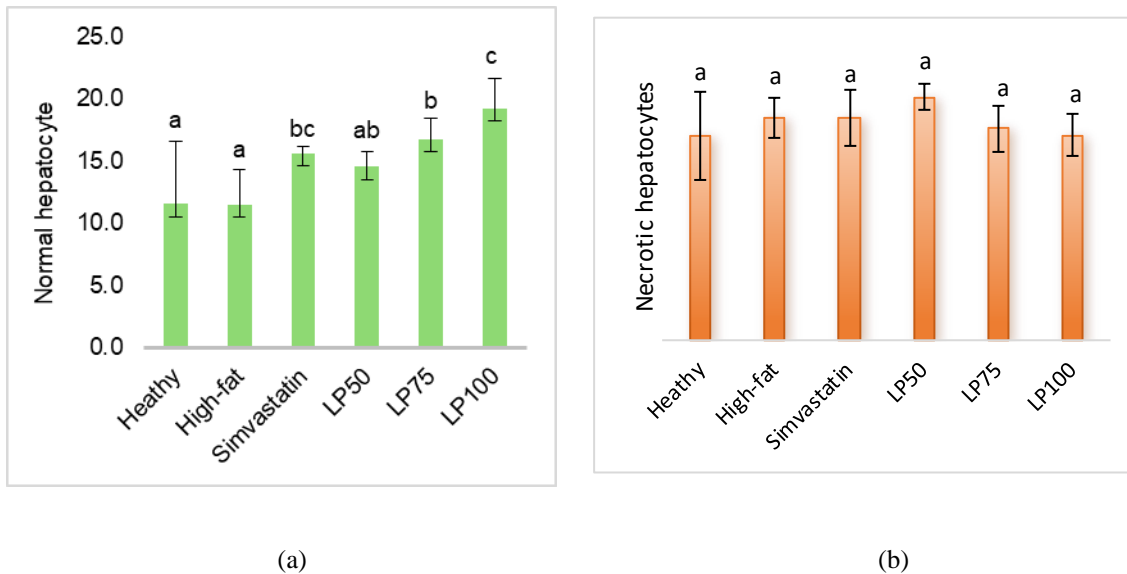 25.0
20.0
15.0
10.0
5.0
0.0
Normal hepatocyte
a
a
bc
ab
b
c
Heathy
High-fat
Simvastatin
LP50
LP75
LP100
(a)
Necrotic hepatocytes
a
a
a
a
a
a
Heathy
High-fat
Simvastatin
LP50
LP75
LP100
(b)